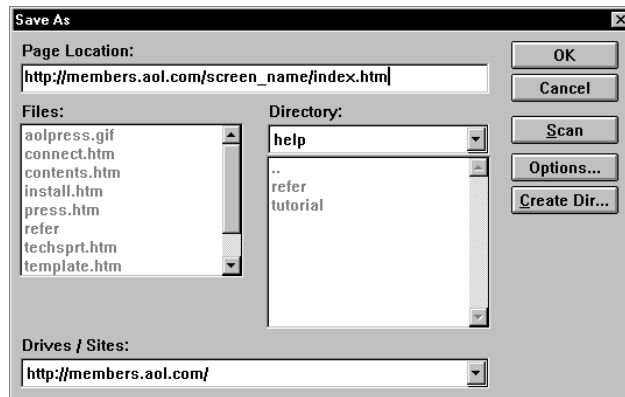 Save As
Page Location:
http://members.aol.com/screen_name/index.htm
OK
Cancel
Files:
aolpress.gif
connect.htm
contents.htm
install.htm
press.htm
refer
techsprt.htm
template.htm
Directory:
help
..
refer
tutorial
Scan
Options...
Create Dir...
Drives / Sites:
http://members.aol.com/